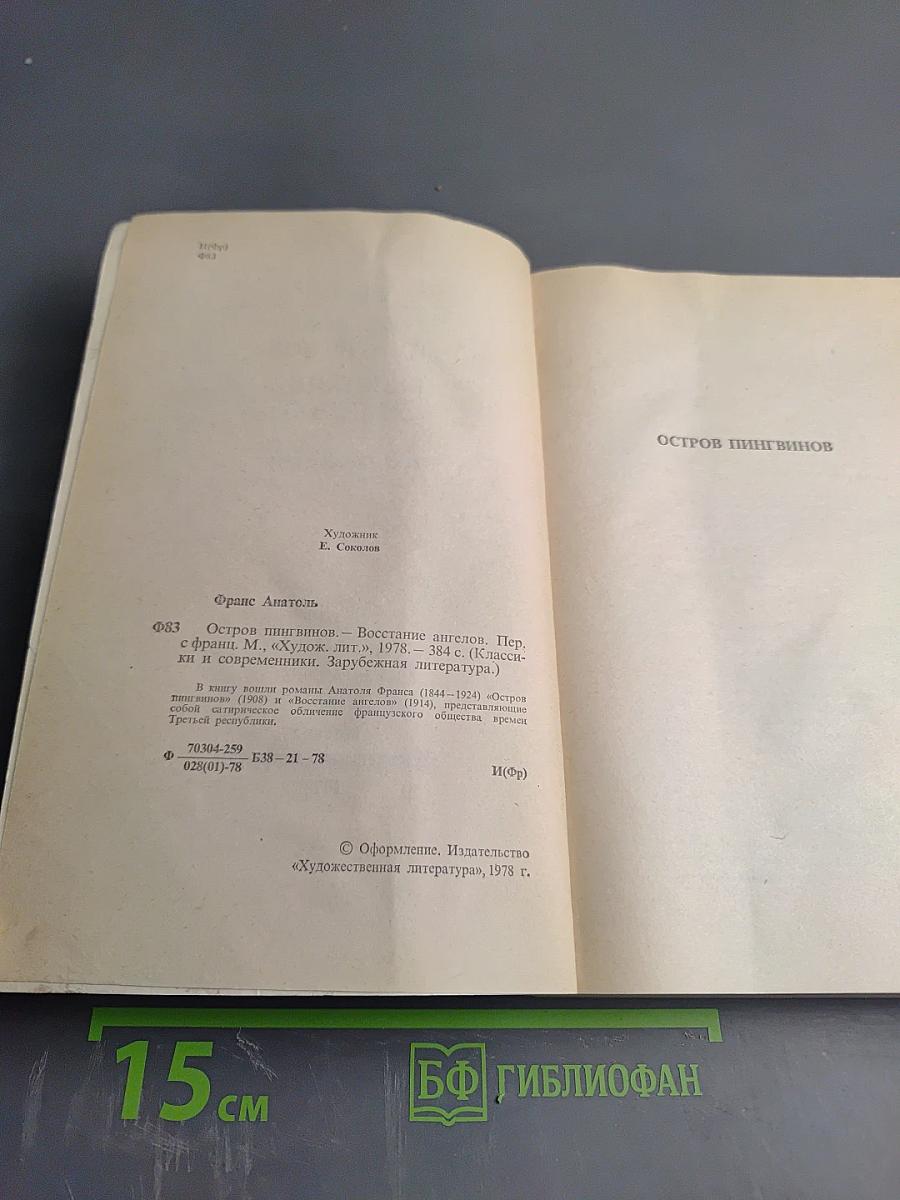 И(Фр)
Ф83
Художник
Е. Соколов
Франс Анатоль
Ф83 Остров пингвинов. — Восстание ангелов. Пер.
с франц. М., «Худож. лит.», 1978. — 384 с. (Класси-
ки и современники. Зарубежная литература.)
В книгу вошли романы Анатоля Франса (1844—1924) «Остров
пингвинов» (1908) и «Восстание ангелов» (1914), представляющие
собой сатирическое обличение французского общества времен
Третьей республики.
Ф 70304-259 Б38—21–78
028(01)-78
И(Фр)
© Оформление. Издательство
«Художественная литература», 1978 г.
ОСТРОВ ПИНГВИНОВ
15 см
БФ ГИБЛИОФАН